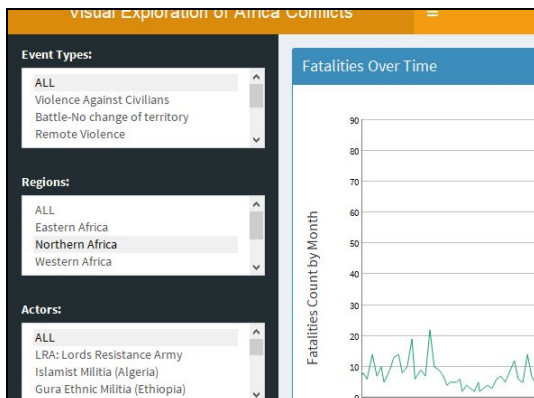 Visual Exploration of Africa Conflicts
Event Types:
ALL
Violence Against Civilians
Battle-No change of territory
Remote Violence
Regions:
ALL
Eastern Africa
Northern Africa
Western Africa
Actors:
ALL
LRA: Lords Resistance Army
Islamist Militia (Algeria)
Gura Ethnic Militia (Ethiopia)
Fatalities Over Time
Fatalities Count by Month
90
80
70
60
50
40
30
20
10
0